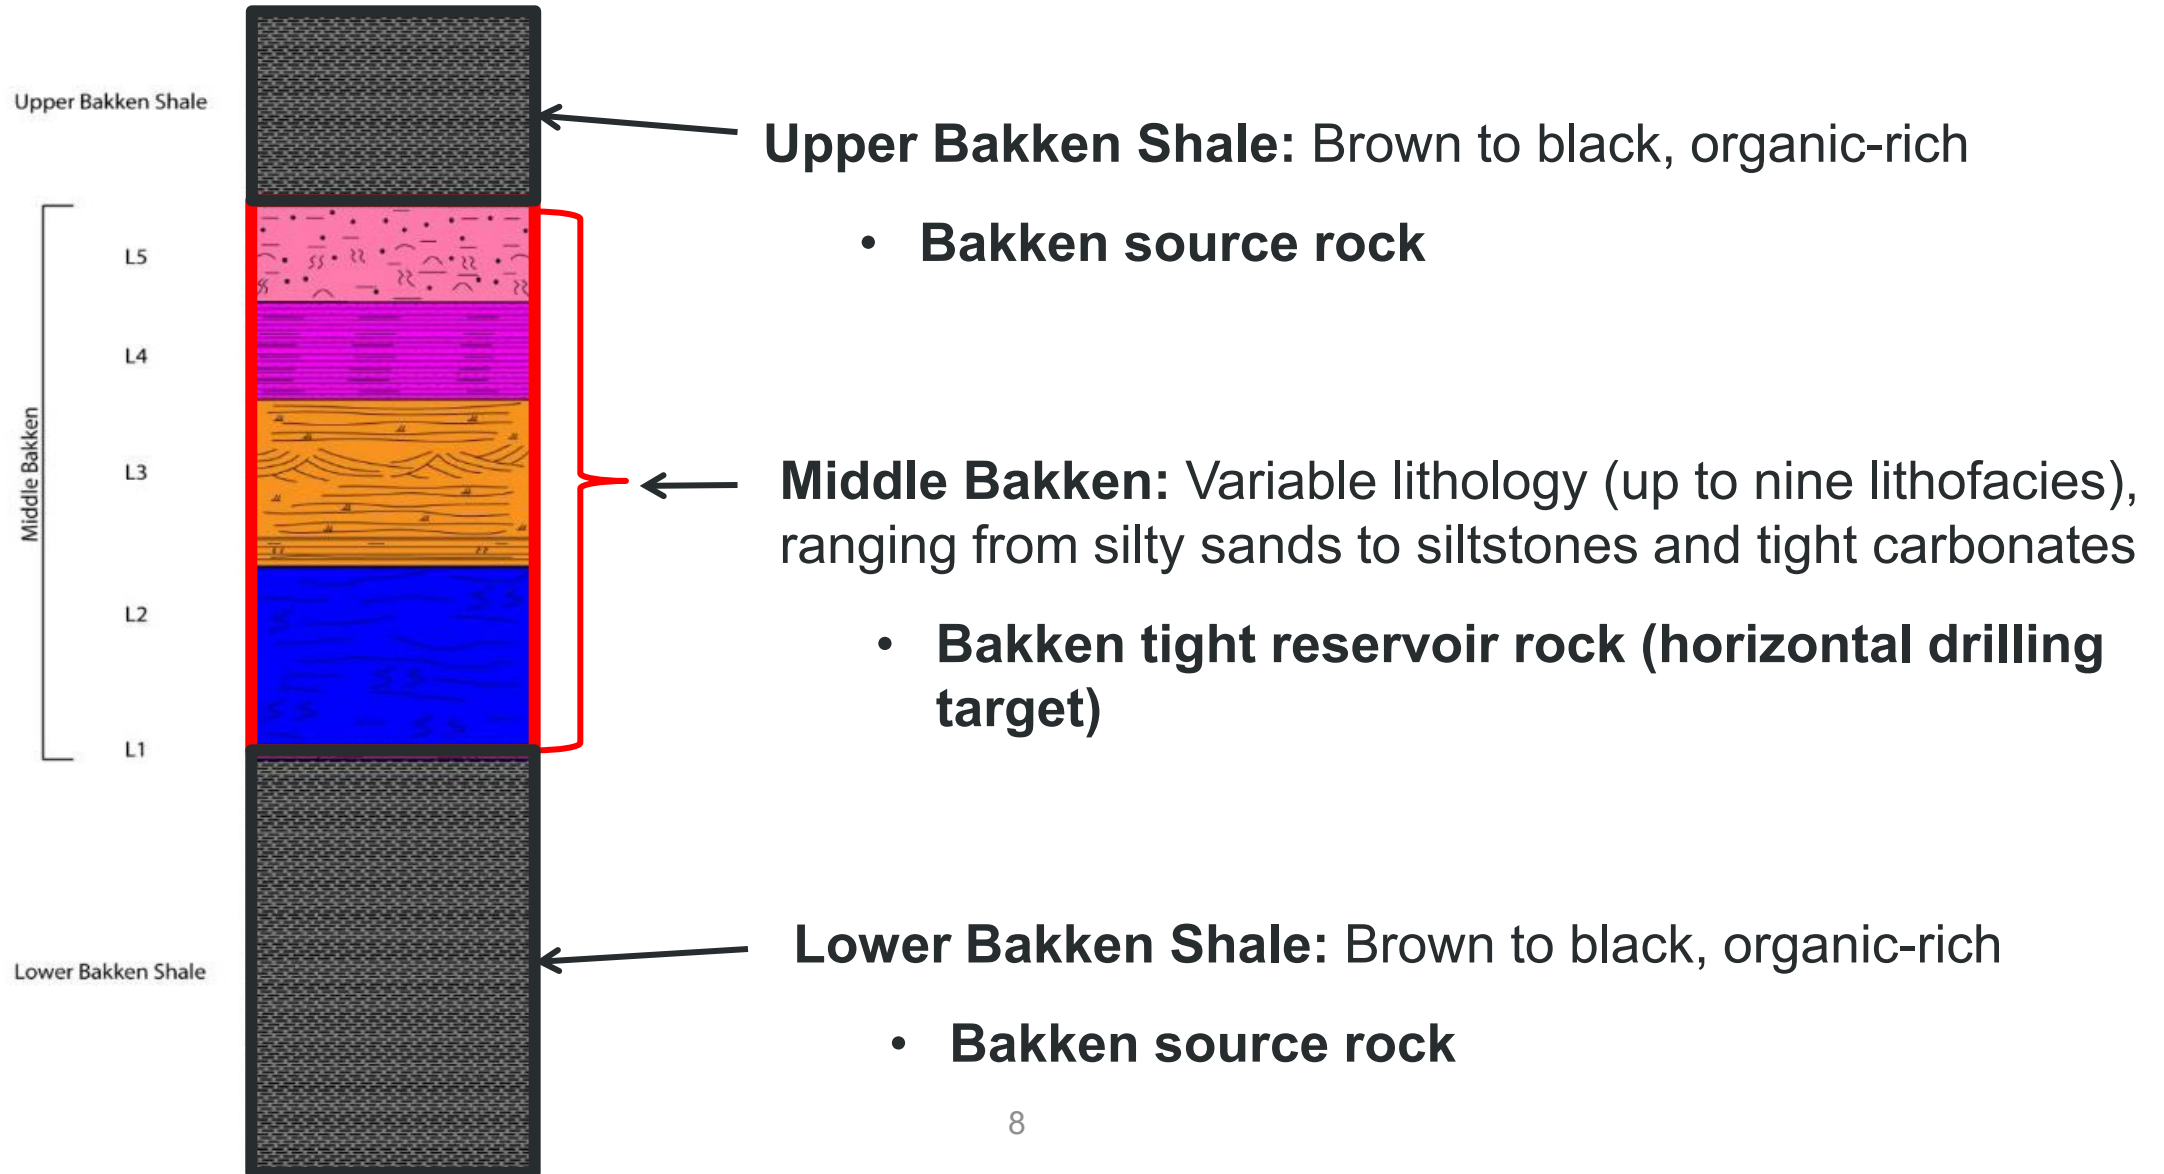 Upper Bakken Shale
L5
L4
L3
L2
L1
Middle Bakken
Lower Bakken Shale
Upper Bakken Shale: Brown to black, organic-rich
• Bakken source rock
Middle Bakken: Variable lithology (up to nine lithofacies),
ranging from silty sands to siltstones and tight carbonates
• Bakken tight reservoir rock (horizontal drilling
target)
Lower Bakken Shale: Brown to black, organic-rich
• Bakken source rock
8